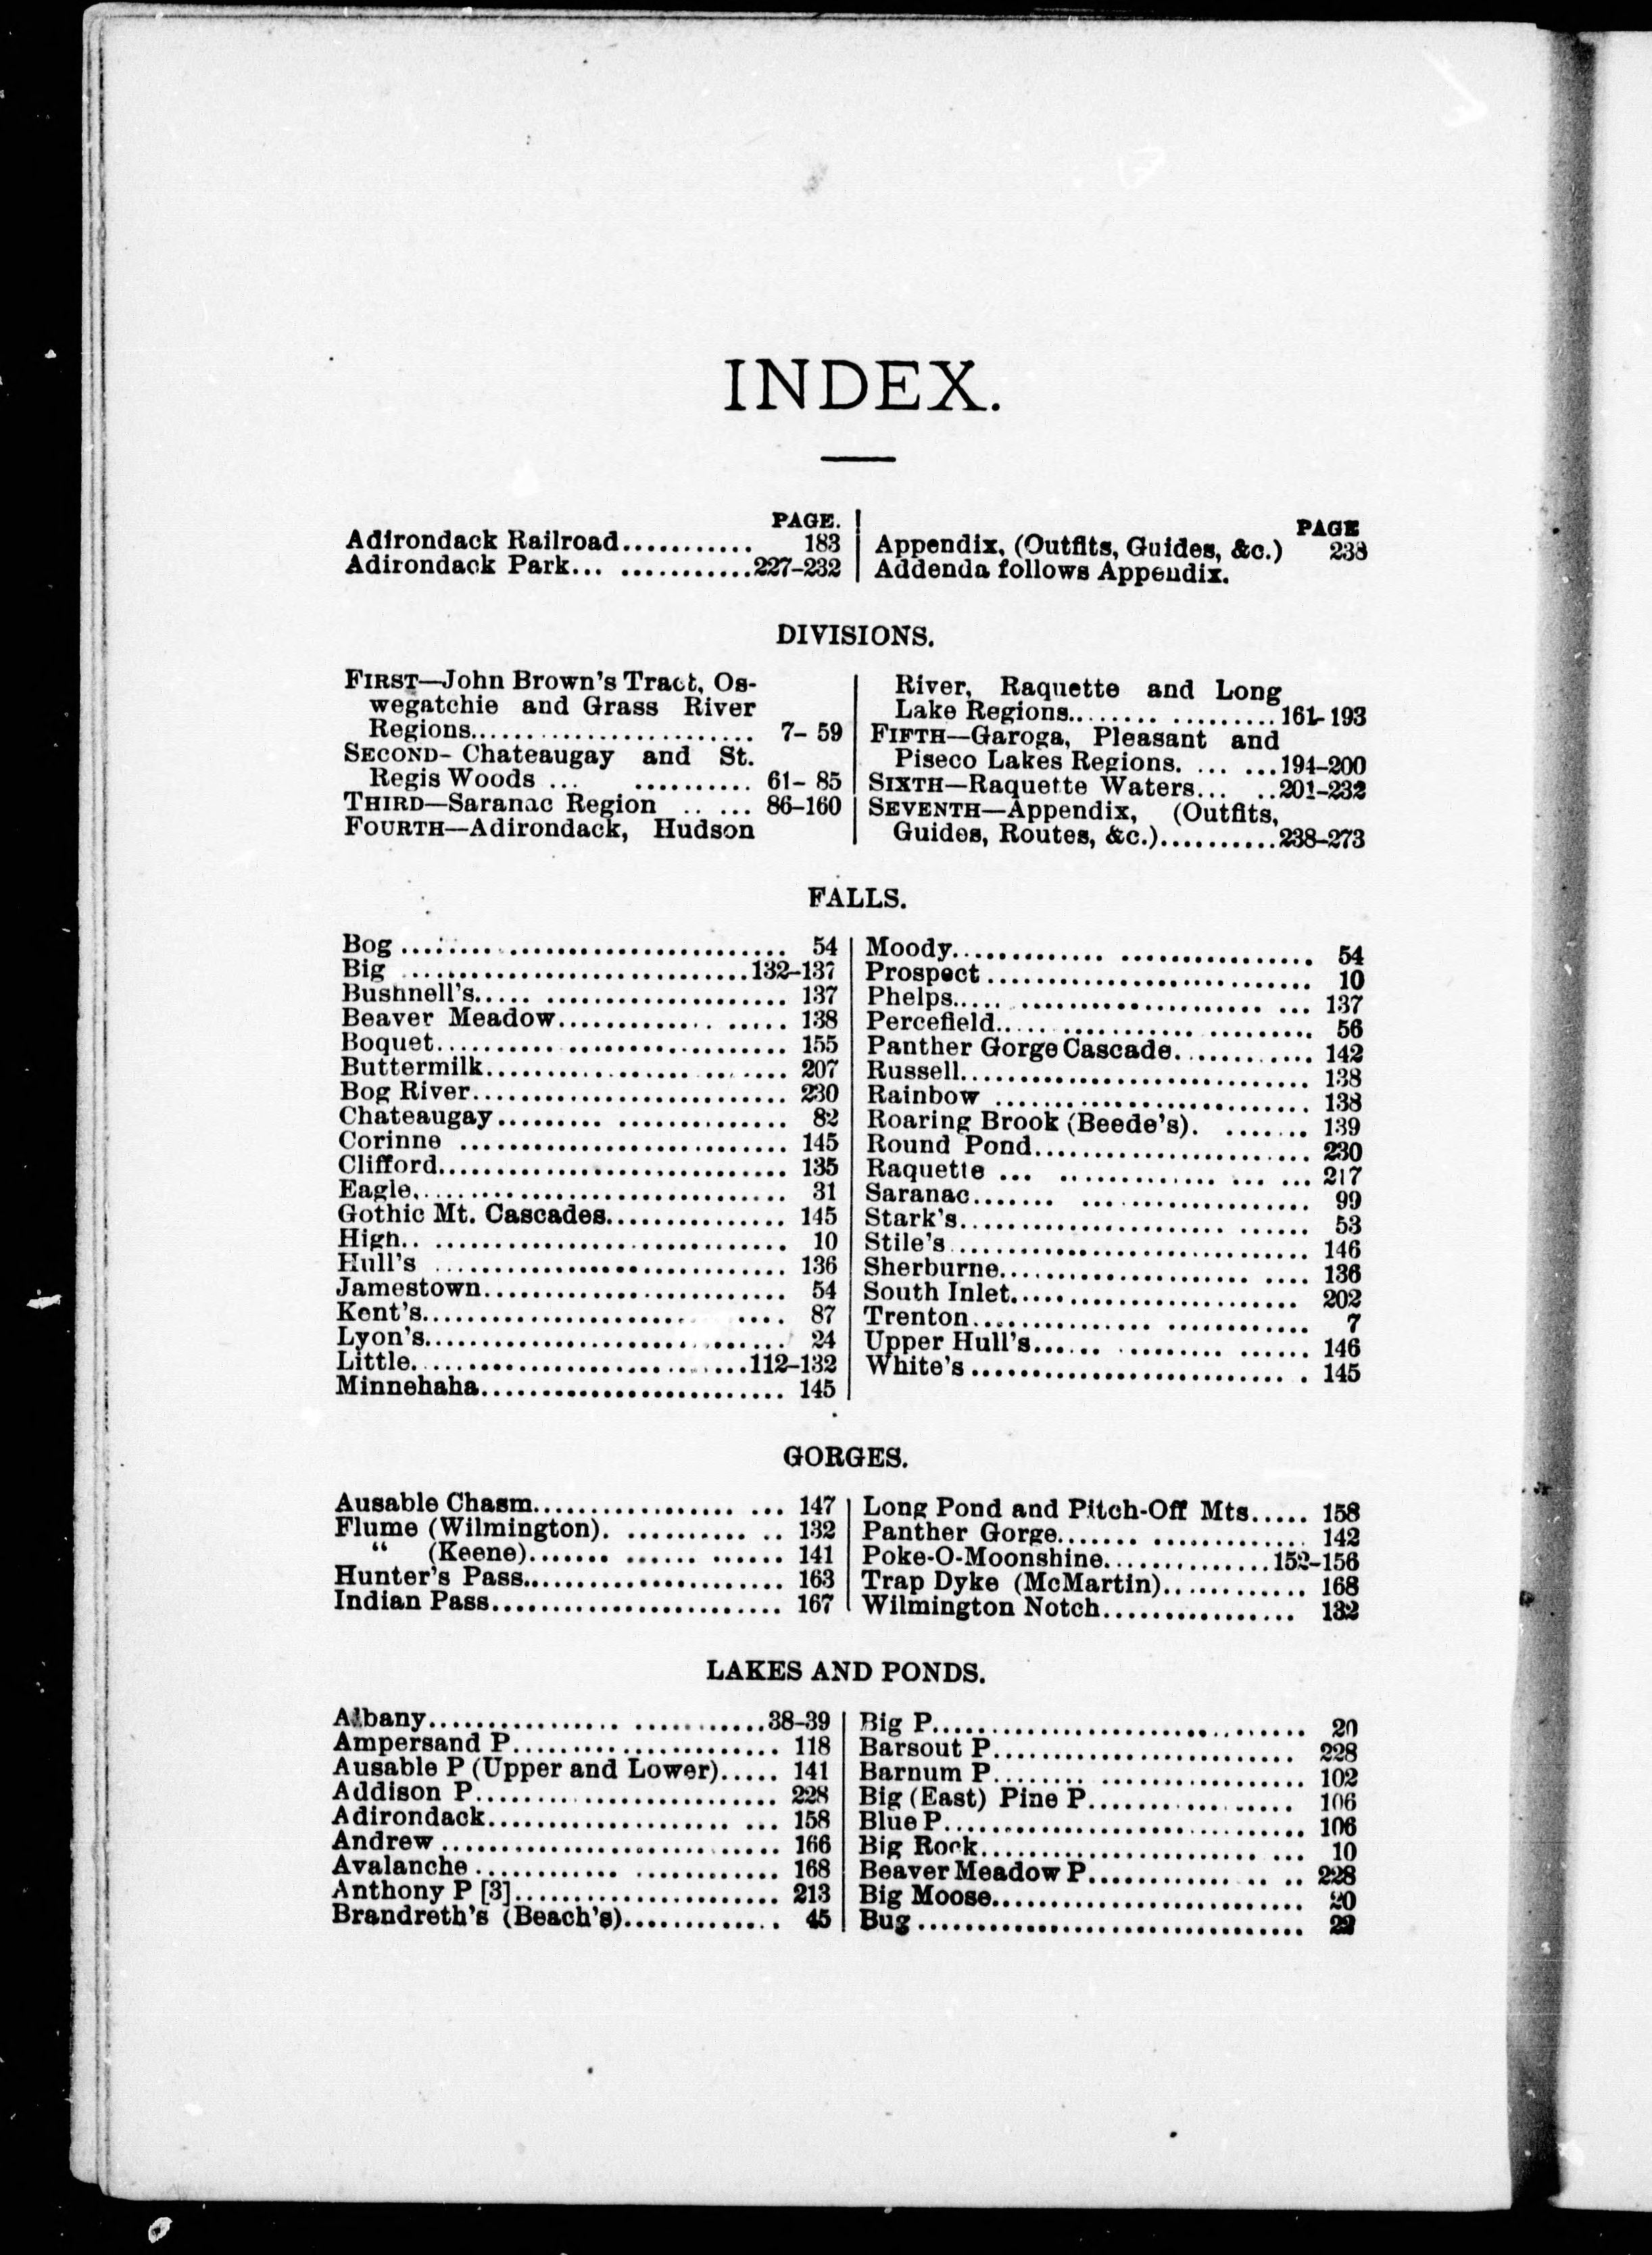 INDEX.
PAGE.
Adirondack Railroad........... 183
Adirondack Park... ...........227-232
PAGE
Appendix, (Outfits, Guides, &c.) 238
Addenda follows Appendix.
DIVISIONS.
FIRST—John Brown's Tract, Os-
wegatchie and Grass River
Regions....................... 7- 59
SECOND- Chateaugay and St.
Regis Woods ... .......... 61- 85
THIRD—Saranac Region .. ... 86-160
FOURTH—Adirondack, Hudson
River, Raquette and Long
Lake Regions........ .........161-193
FIFTH—Garoga, Pleasant and
Piseco Lakes Regions. ... ...194-200
SIXTH—Raquette Waters... ..201-232
SEVENTH—Appendix, (Outfits,
Guides, Routes, &c.)..........238-273
FALLS.
Bog ................................ 54
Big .............................132-137
Bushnell's..... .................... 137
Beaver Meadow............. ..... 138
Boquet.......... .................. 155
Buttermilk......................... 207
Bog River.......................... 230
Chateaugay......... .............. 82
Corinne ........................... 145
Clifford............................. 135
Eagle................................ 31
Gothic Mt. Cascades............... 145
High.. ............................. 10
Hull's ............................. 136
Jamestown......................... 54
Kent's.......................... .... 87
Lyon's.............................. 24
Little............................112-132
Minnehaha......................... 145
Moody............. ................ 54
Prospect ........................... 10
Phelps..... .................... ... 137
Percefield..... ........... ......... 56
Panther Gorge Cascade............ 142
Russell............................. 138
Rainbow .......................... 138
Roaring Brook (Beede's). ....... 139
Round Pond....................... 230
Raquette ... ............. ... ... 217
Saranac....... ................... 99
Stark's...................... ...... 53
Stile's.............................. 146
Sherburne..................... .... 136
South Inlet........................ 202
Trenton............... ............ 7
Upper Hull's...... ......... ...... 146
White's .......................... . 145
GORGES.
Ausable Chasm................. ... 147
Flume (Wilmington). .......... .. 132
“ (Keene)....... ...... ...... 141
Hunter's Pass...................... 163
Indian Pass........................ 167
Long Pond and Pitch-Off Mts..... 158
Panther Gorge....... ............. 142
Poke-O-Moonshine..............152-156
Trap Dyke (McMartin)............ 168
Wilmington Notch................ 132
LAKES AND PONDS.
Albany................ ...........38-39
Ampersand P...................... 118
Ausable P (Upper and Lower)..... 141
Addison P......................... 228
Adirondack.................... ... 158
Andrew ............................ 166
Avalanche ............ ............ 168
Anthony P [3]...................... 213
Brandreth's (Beach's)............. 45
Big P............................... 20
Barsout P......................... 228
Barnum P........ ................. 102
Big (East) Pine P................. 106
Blue P.............................. 106
Big Rock....................... ... 10
Beaver Meadow P............. .. .. 228
Big Moose.......................... 20
Bug ................................ 22